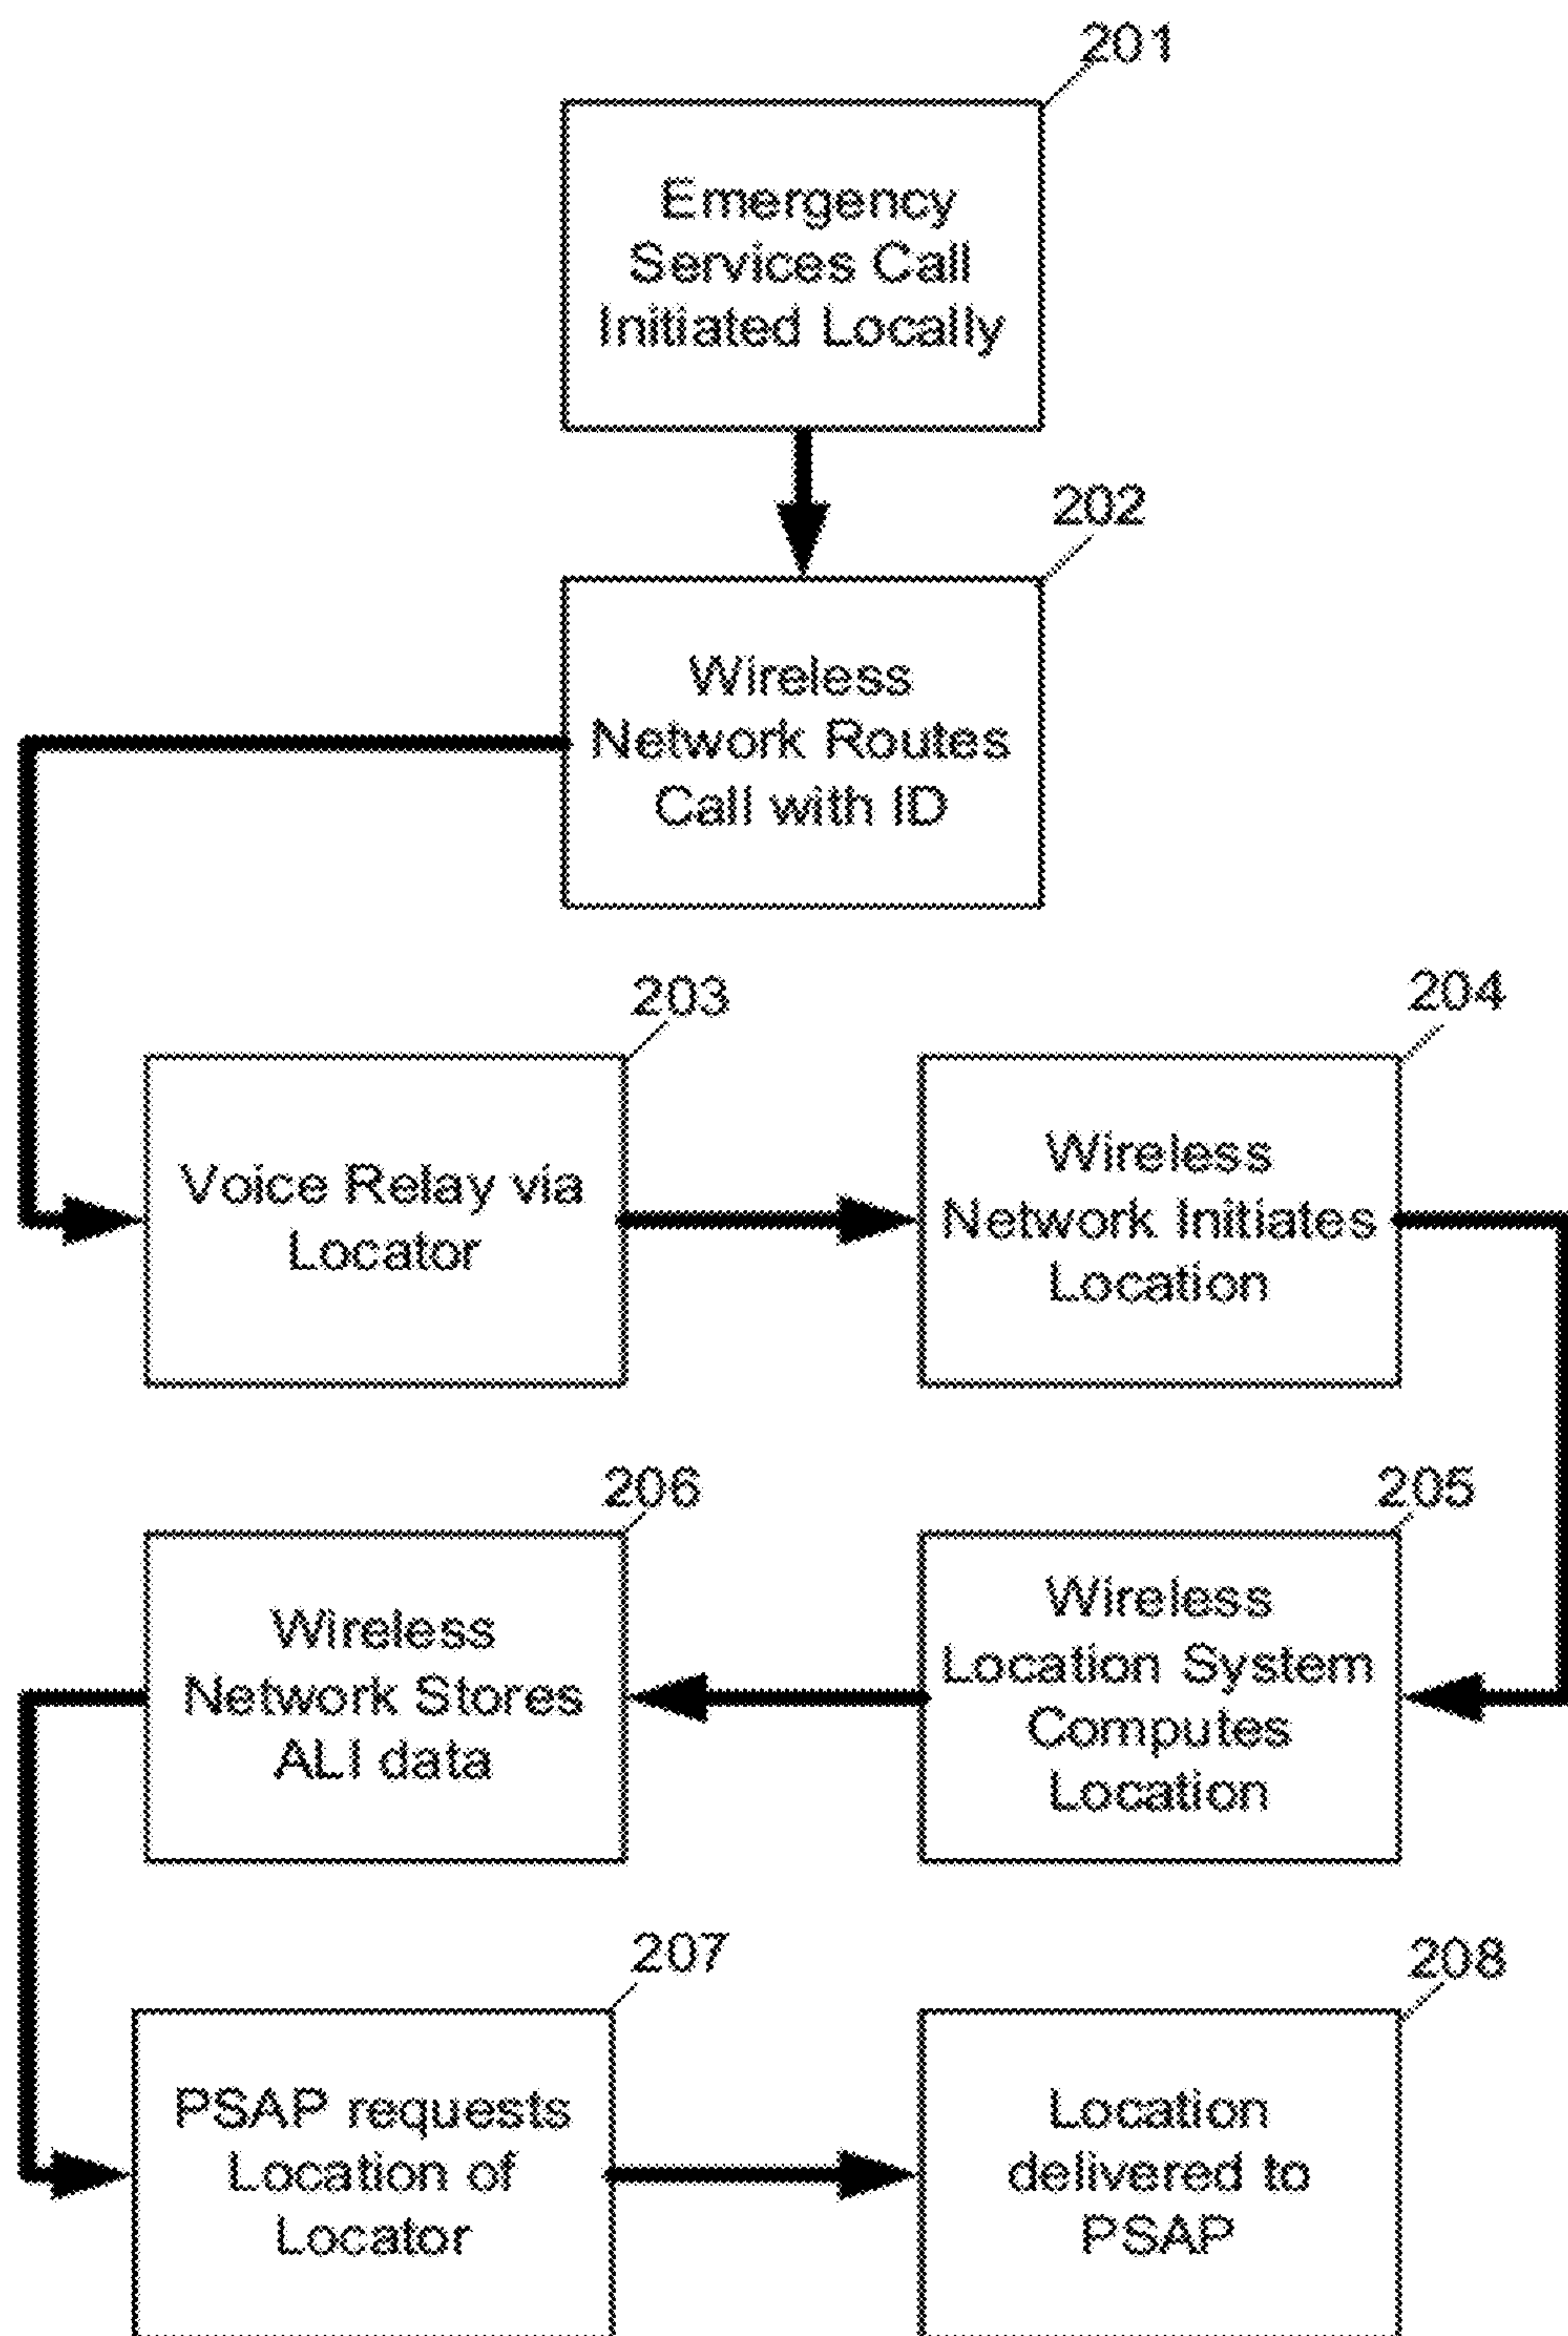 201
Emergency
Services Call
Initiated Locally
202
Wireless
Network Routes
Call with ID
203
Voice Relay via
Locator
204
Wireless
Network Initiates
Location
205
Wireless
Location System
Computes
Location
206
Wireless
Network Stores
ALI data
207
PSAP requests
Location of
Locator
208
Location
delivered to
PSAP